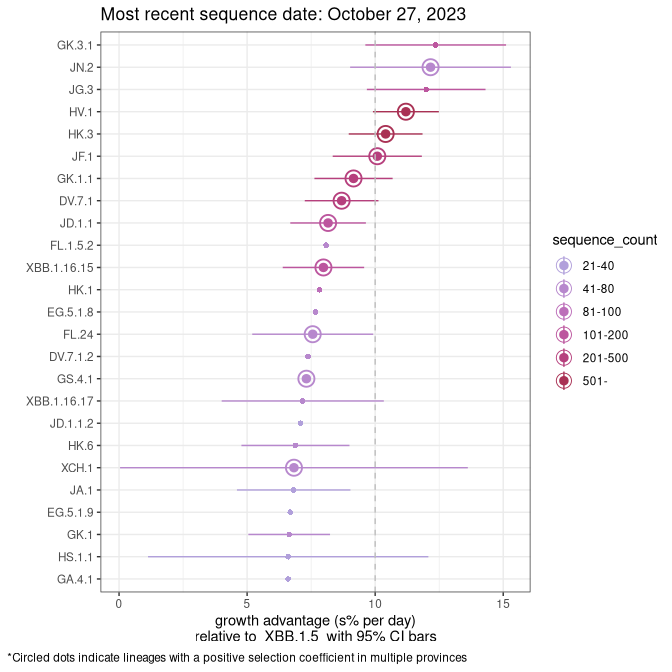 Most recent sequence date: October 27, 2023
GK.3.1
JN.2
JG.3
HV.1
HK.3
JF.1
GK.1.1
DV.7.1
JD.1.1
FL.1.5.2
XBB.1.16.15
HK.1
EG.5.1.8
FL.24
DV.7.1.2
GS.4.1
XBB.1.16.17
JD.1.1.2
HK.6
XCH.1
JA.1
EG.5.1.9
GK.1
HS.1.1
GA.4.1
0 5 10 15
growth advantage (s% per day)
relative to XBB.1.5 with 95% CI bars
sequence_count
21-40
41-80
81-100
101-200
201-500
501-
*Circled dots indicate lineages with a positive selection coefficient in multiple provinces